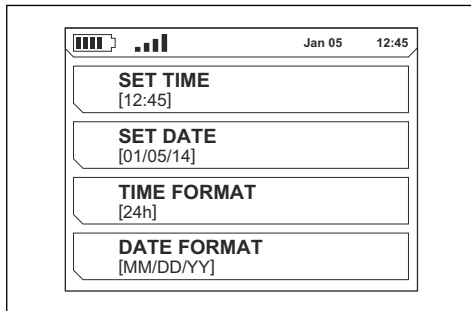 Jan 05 12:45
SET TIME
[12:45]
SET DATE
[01/05/14]
TIME FORMAT
[24h]
DATE FORMAT
[MM/DD/YY]